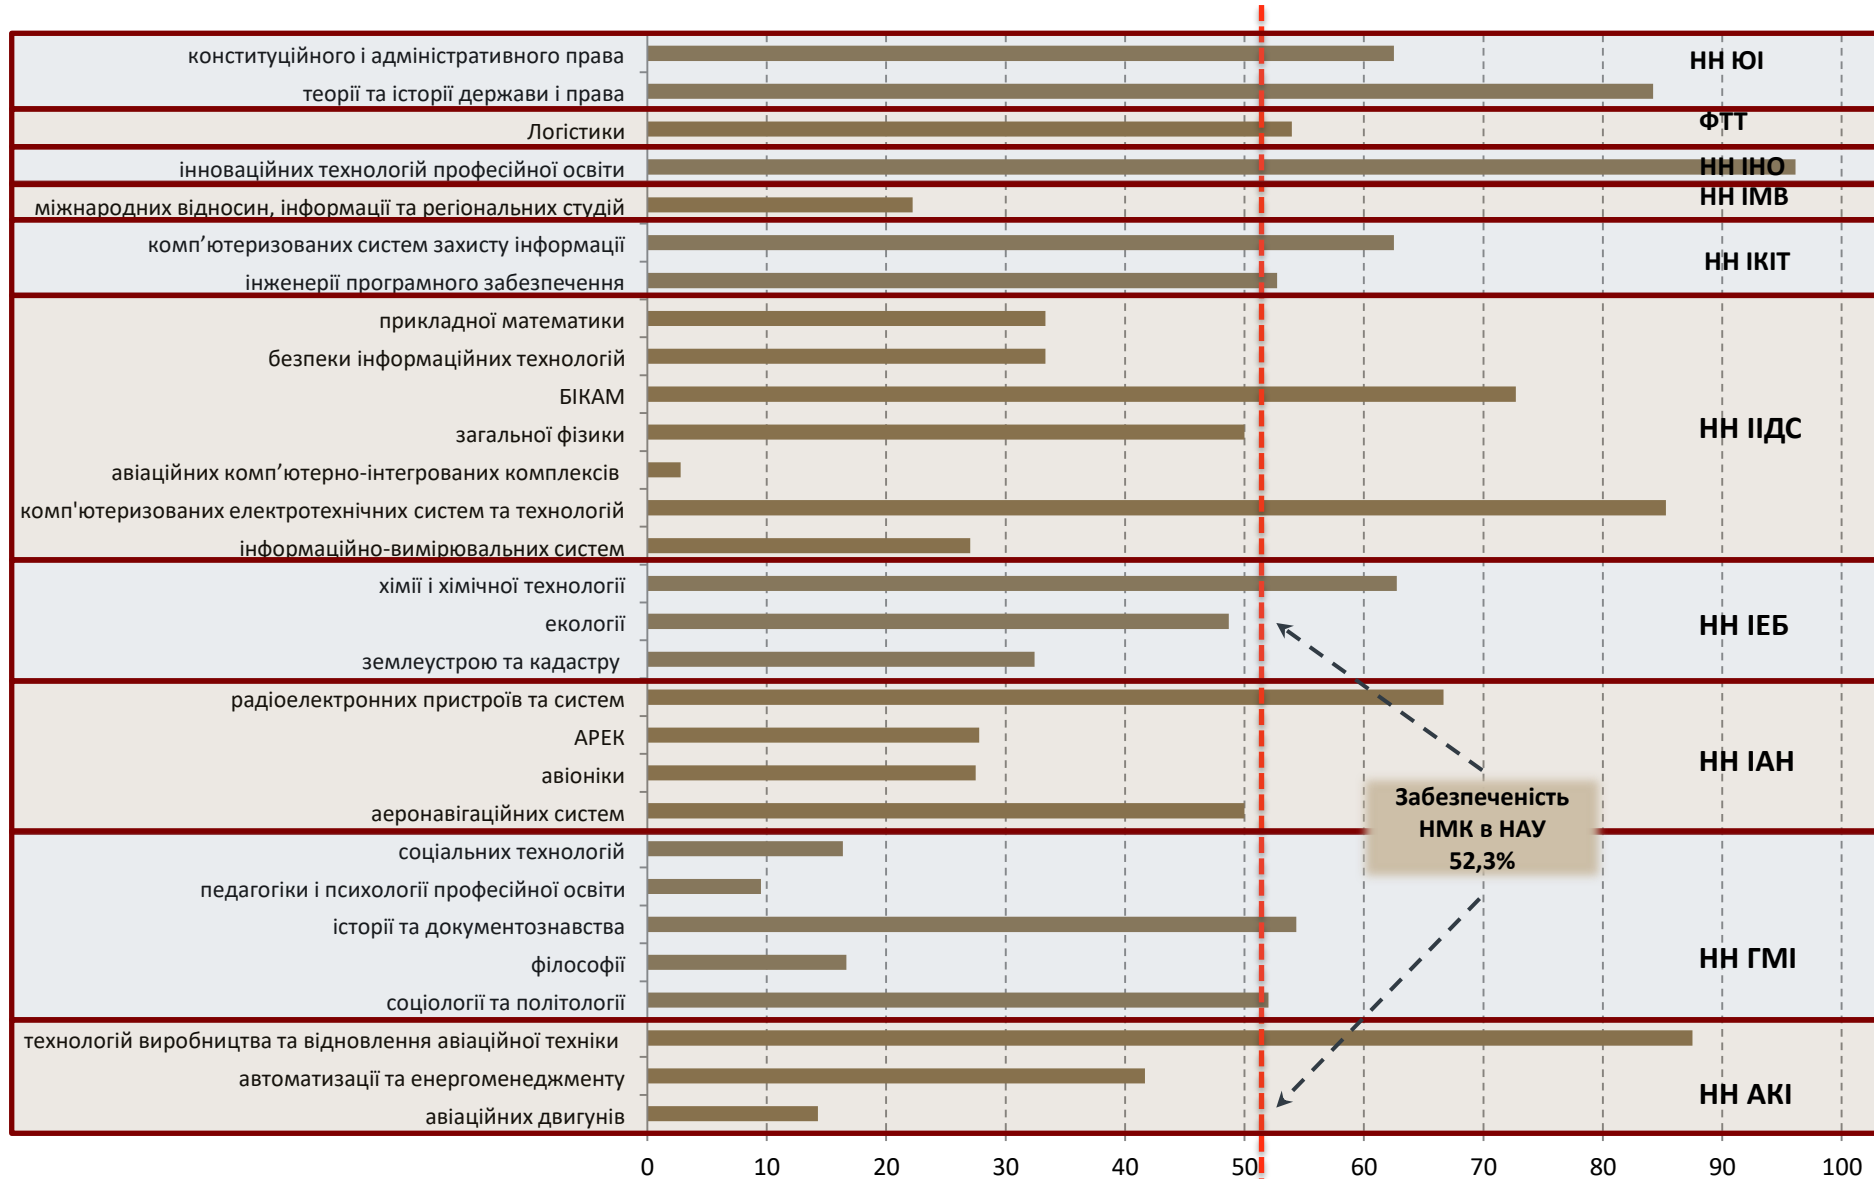 конституційного і адміністративного права
НН ЮІ
теорії та історії держави і права
Логістики
ФТТ
інноваційних технологій професійної освіти
НН ІНО
міжнародних відносин, інформації та регіональних студій
НН ІМВ
комп’ютеризованих систем захисту інформації
НН ІКІТ
інженерії програмного забезпечення
прикладної математики
безпеки інформаційних технологій
БІКАМ
НН ІІДС
загальної фізики
авіаційних комп’ютерно-інтегрованих комплексів
комп'ютеризованих електротехнічних систем та технологій
інформаційно-вимірювальних систем
хімії і хімічної технології
екології
НН ІЕБ
землеустрою та кадастру
радіоелектронних пристроїв та систем
АРЕК
НН ІАН
авіоніки
аеронавігаційних систем
Забезпеченість
НМК в НАУ
52,3%
соціальних технологій
педагогіки і психології професійної освіти
історії та документознавства
НН ГМІ
філософії
соціології та політології
технологій виробництва та відновлення авіаційної техніки
автоматизації та енергоменеджменту
НН АКІ
авіаційних двигунів
0 10 20 30 40 50 60 70 80 90 100